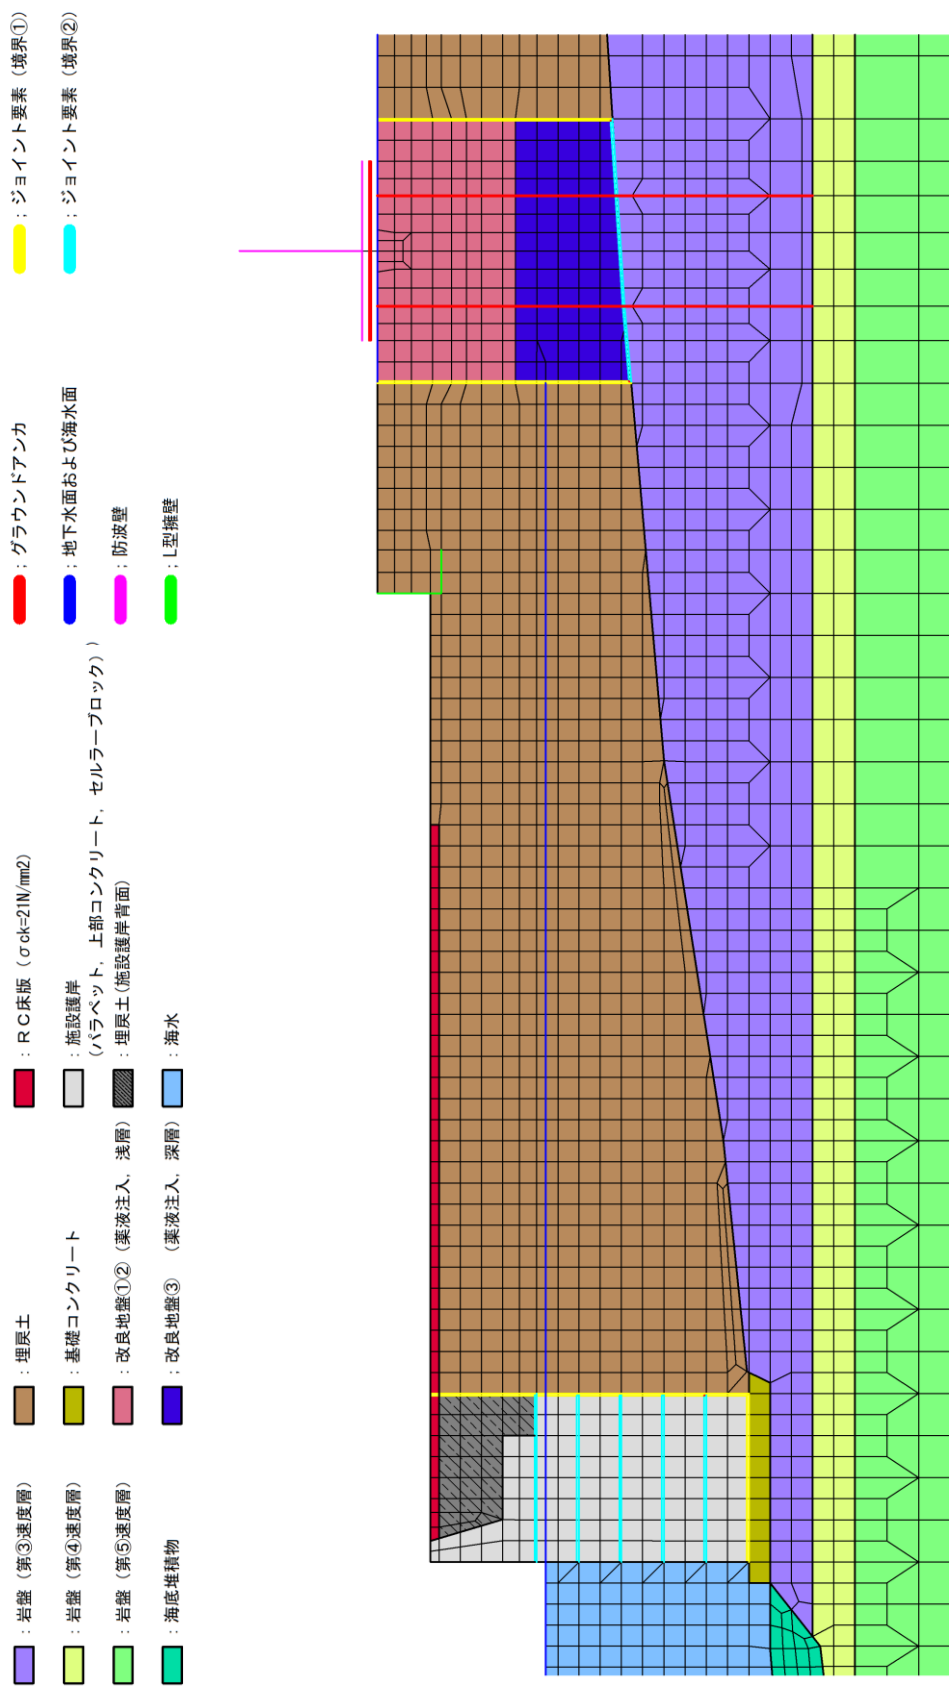 ：岩盤（第③速度層）
：岩盤（第④速度層）
：岩盤（第⑤速度層）
：海底堆積物
：埋戻土
：基礎コンクリート
：改良地盤①②（薬液注入，浅層）
：改良地盤③　（薬液注入，深層）
：ＲＣ床版（σck=21N/mm2）
：施設護岸
（パラペット，上部コンクリート，セルラーブロック）
：埋戻土(施設護岸背面)
：海水
；グラウンドアンカ
；地下水面および海水面
；防波壁
；L型擁壁
；ジョイント要素（境界①）
；ジョイント要素（境界②）